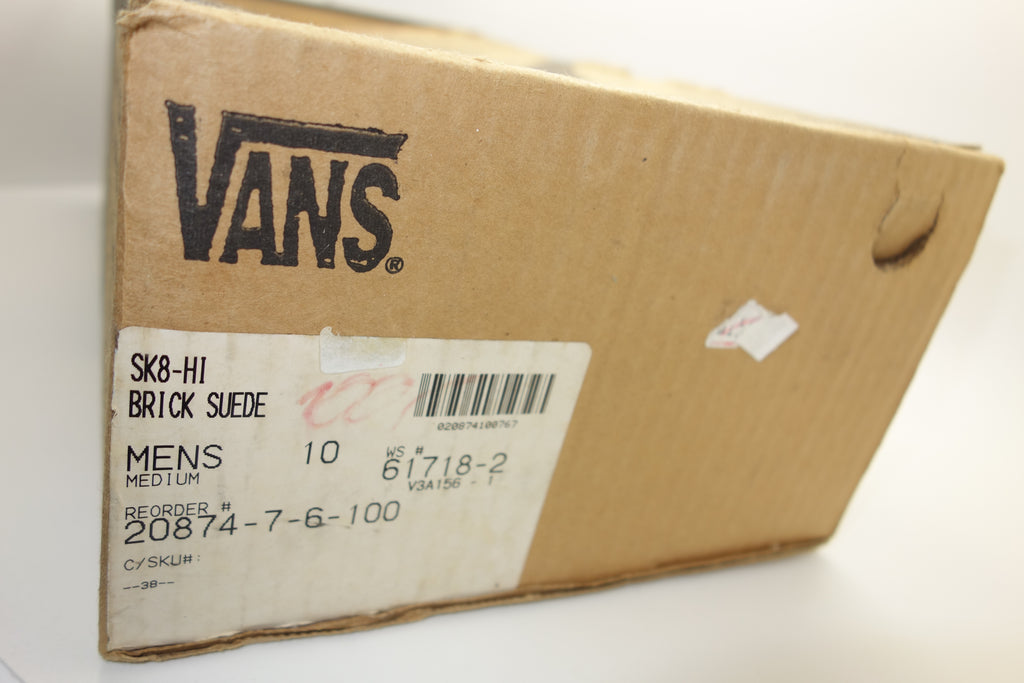 VANS®
SK8-HI
BRICK SUEDE
020874100767
MENS 10
MEDIUM
WS #
61718-2
V3A156 - 1
REORDER #
20874-7-6-100
C/SKU#:
--38--